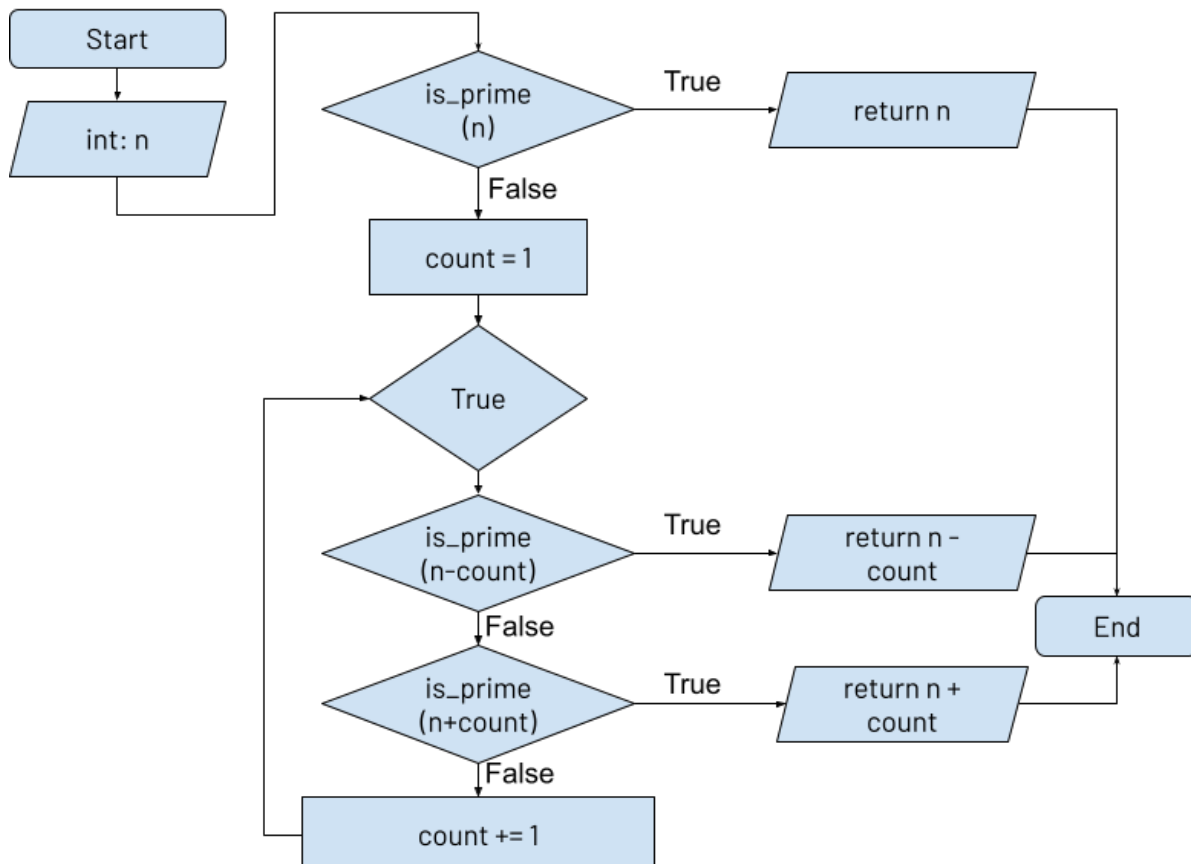 Start
int: n
is_prime
(n)
True
return n
False
count = 1
True
is_prime
(n-count)
True
return n -
count
False
End
is_prime
(n+count)
True
return n +
count
False
count += 1